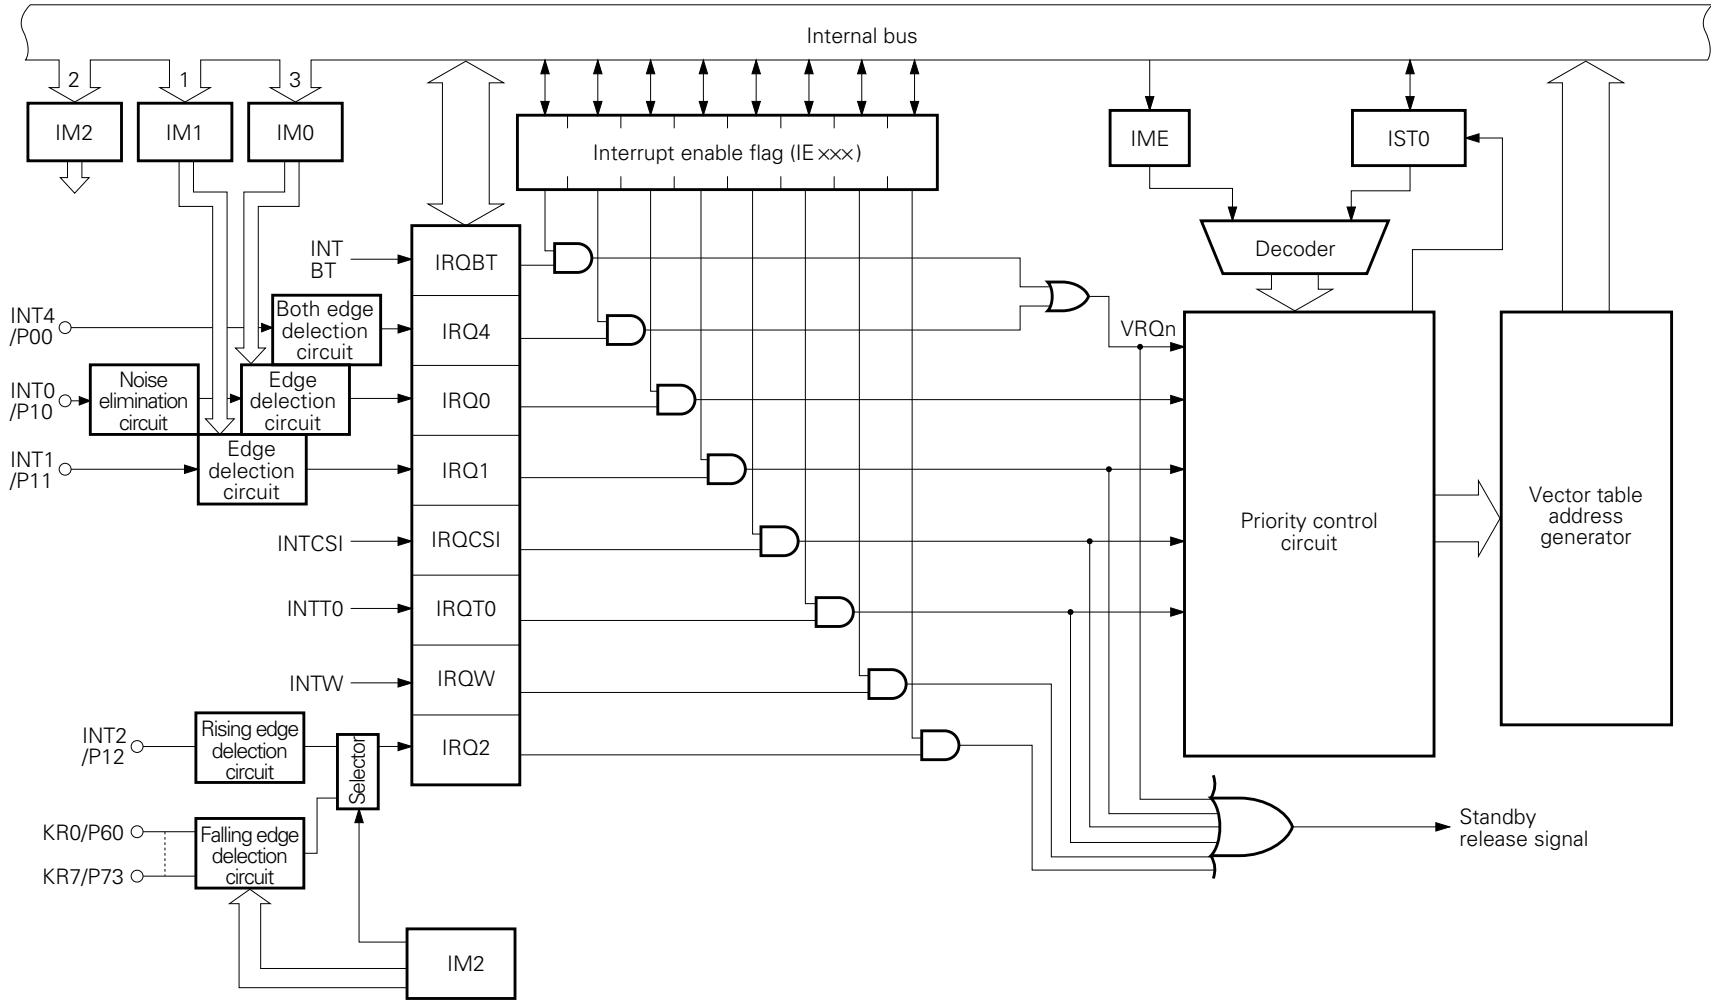 Internal bus
2
1
3
IM2
IM1
IM0
Interrupt enable flag (IE×××)
IME
IST0
Decoder
INT
BT
IRQBT
INT4
/P00
Both edge
delection
circuit
IRQ4
VRQn
INT0
/P10
Noise
elimination
circuit
Edge
delection
circuit
IRQ0
INT1
/P11
Edge
delection
circuit
IRQ1
INTCSI
IRQCSI
Priority control
circuit
Vector table
address
generator
INTT0
IRQT0
INTW
IRQW
INT2
/P12
Rising edge
delection
circuit
Selector
IRQ2
KR0/P60
KR7/P73
Falling edge
delection
circuit
Standby
release signal
IM2